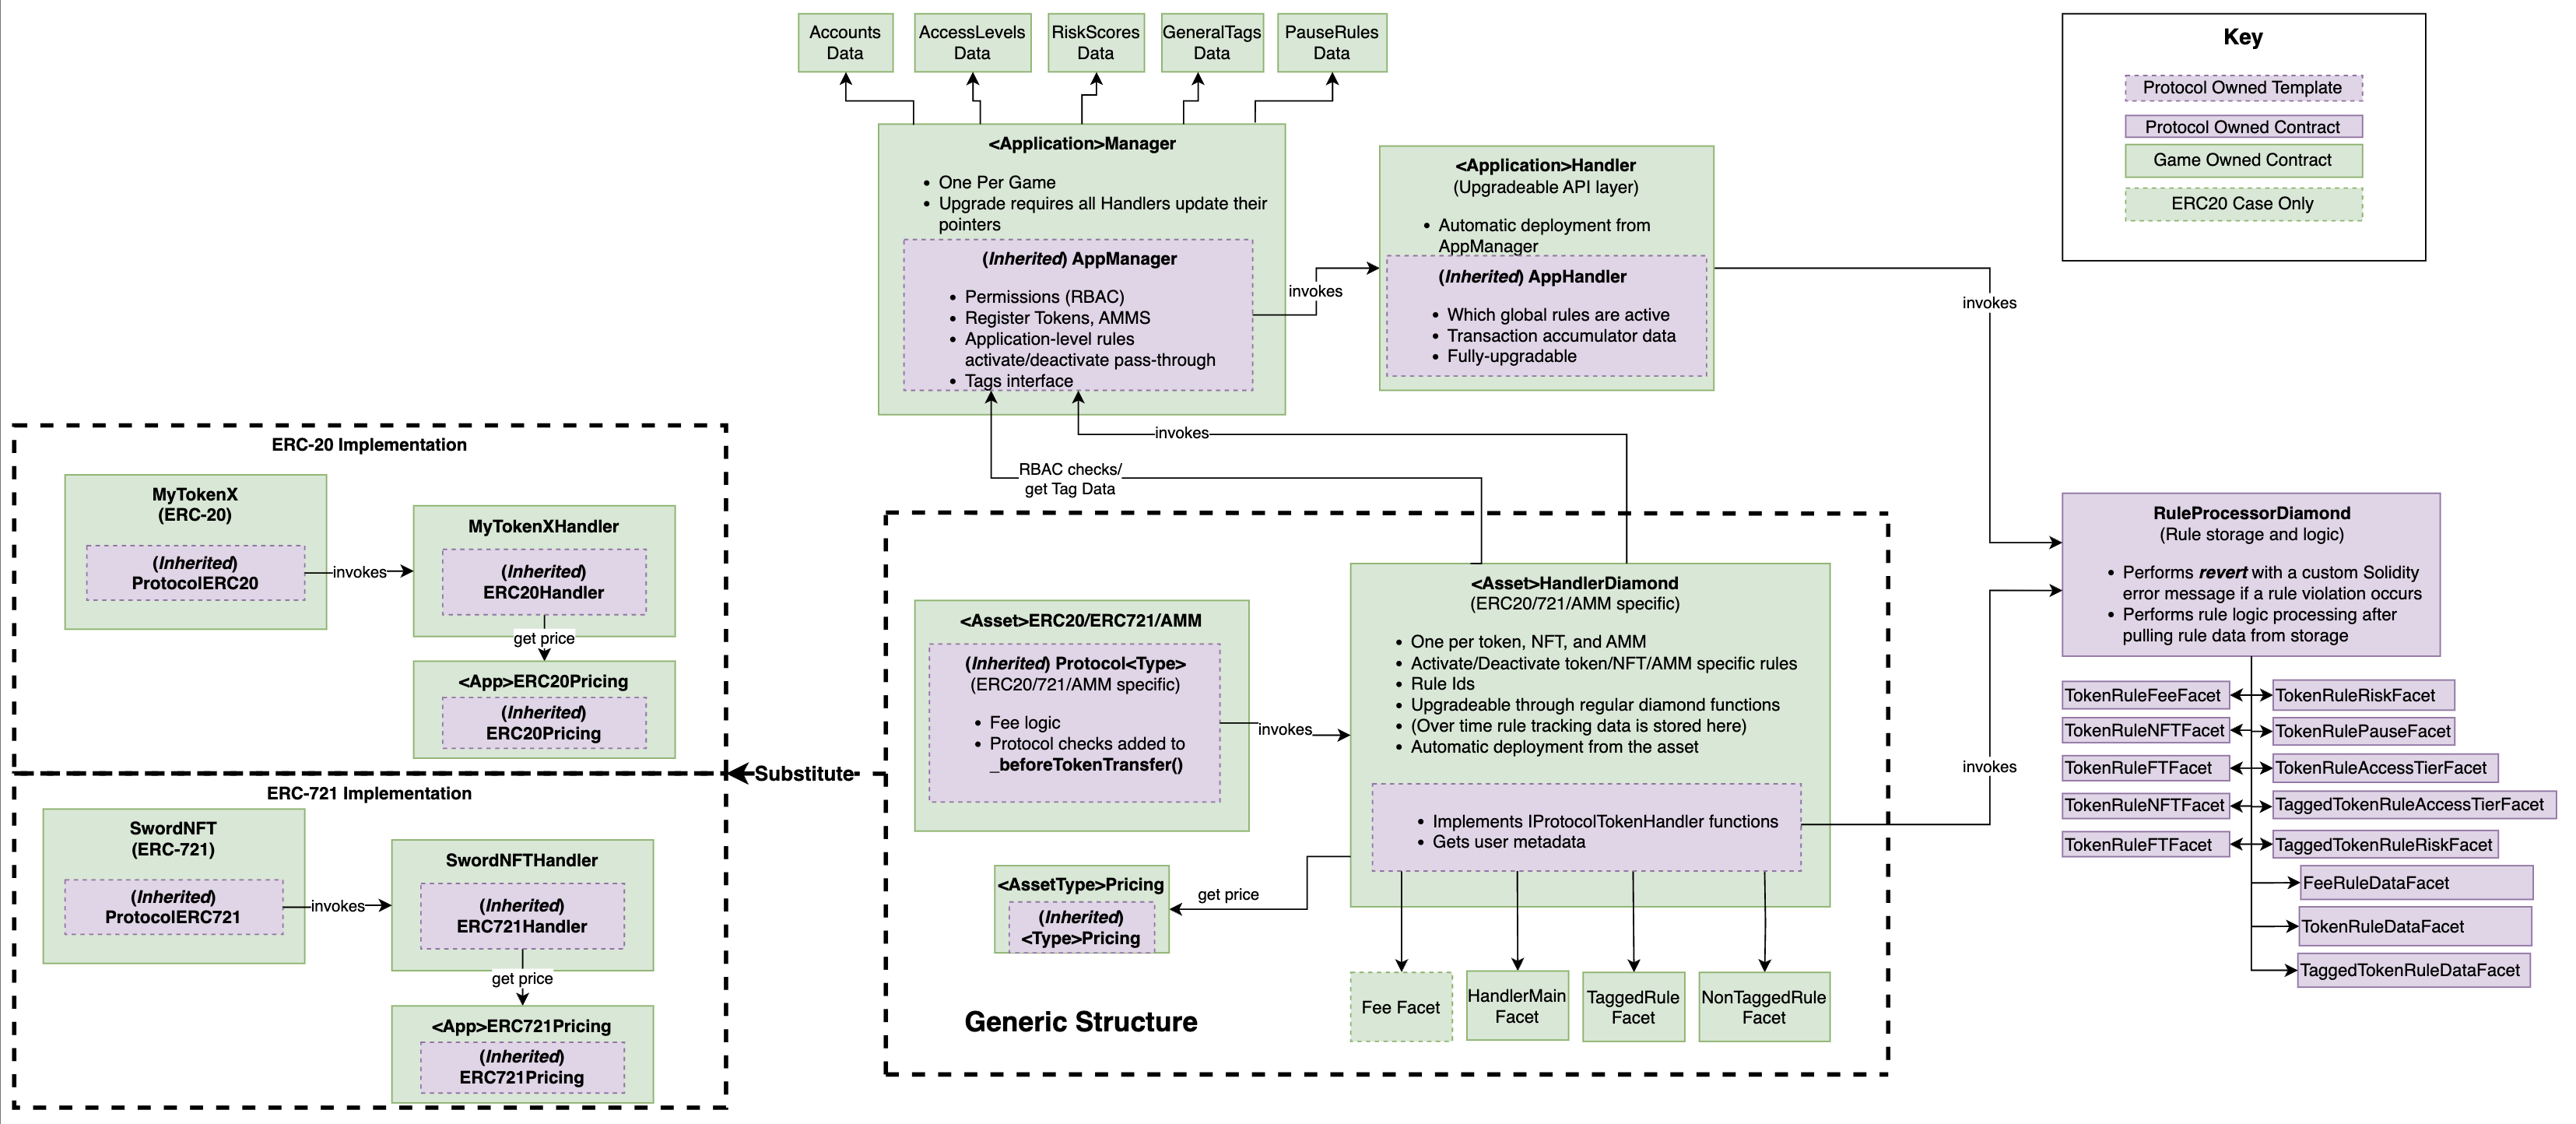 Accounts
Data
AccessLevels
Data
RiskScores
Data
GeneralTags
Data
PauseRules
Data
Key
Protocol Owned Template
Protocol Owned Contract
Game Owned Contract
ERC20 Case Only
<Application>Manager
• One Per Game
• Upgrade requires all Handlers update their
pointers
(Inherited) AppManager
• Permissions (RBAC)
• Register Tokens, AMMS
• Application-level rules
activate/deactivate pass-through
• Tags interface
invokes
<Application>Handler
(Upgradeable API layer)
• Automatic deployment from
AppManager
(Inherited) AppHandler
• Which global rules are active
• Transaction accumulator data
• Fully-upgradable
invokes
invokes
RBAC checks/
get Tag Data
ERC-20 Implementation
MyTokenX
(ERC-20)
(Inherited)
ProtocolERC20
invokes
MyTokenXHandler
(Inherited)
ERC20Handler
get price
<App>ERC20Pricing
(Inherited)
ERC20Pricing
ERC-721 Implementation
SwordNFT
(ERC-721)
(Inherited)
ProtocolERC721
invokes
SwordNFTHandler
(Inherited)
ERC721Handler
get price
<App>ERC721Pricing
(Inherited)
ERC721Pricing
Substitute
<Asset>ERC20/ERC721/AMM
(Inherited) Protocol<Type>
(ERC20/721/AMM specific)
• Fee logic
• Protocol checks added to
_beforeTokenTransfer()
invokes
<Asset>HandlerDiamond
(ERC20/721/AMM specific)
• One per token, NFT, and AMM
• Activate/Deactivate token/NFT/AMM specific rules
• Rule Ids
• Upgradeable through regular diamond functions
• (Over time rule tracking data is stored here)
• Automatic deployment from the asset
• Implements IProtocolTokenHandler functions
• Gets user metadata
<AssetType>Pricing
(Inherited)
<Type>Pricing
get price
Generic Structure
Fee Facet
HandlerMain
Facet
TaggedRule
Facet
NonTaggedRule
Facet
invokes
RuleProcessorDiamond
(Rule storage and logic)
• Performs revert with a custom Solidity
error message if a rule violation occurs
• Performs rule logic processing after
pulling rule data from storage
TokenRuleFeeFacet
TokenRuleRiskFacet
TokenRuleNFTFacet
TokenRulePauseFacet
TokenRuleFTFacet
TokenRuleAccessTierFacet
TokenRuleNFTFacet
TaggedTokenRuleAccessTierFacet
TokenRuleFTFacet
TaggedTokenRuleRiskFacet
FeeRuleDataFacet
TokenRuleDataFacet
TaggedTokenRuleDataFacet